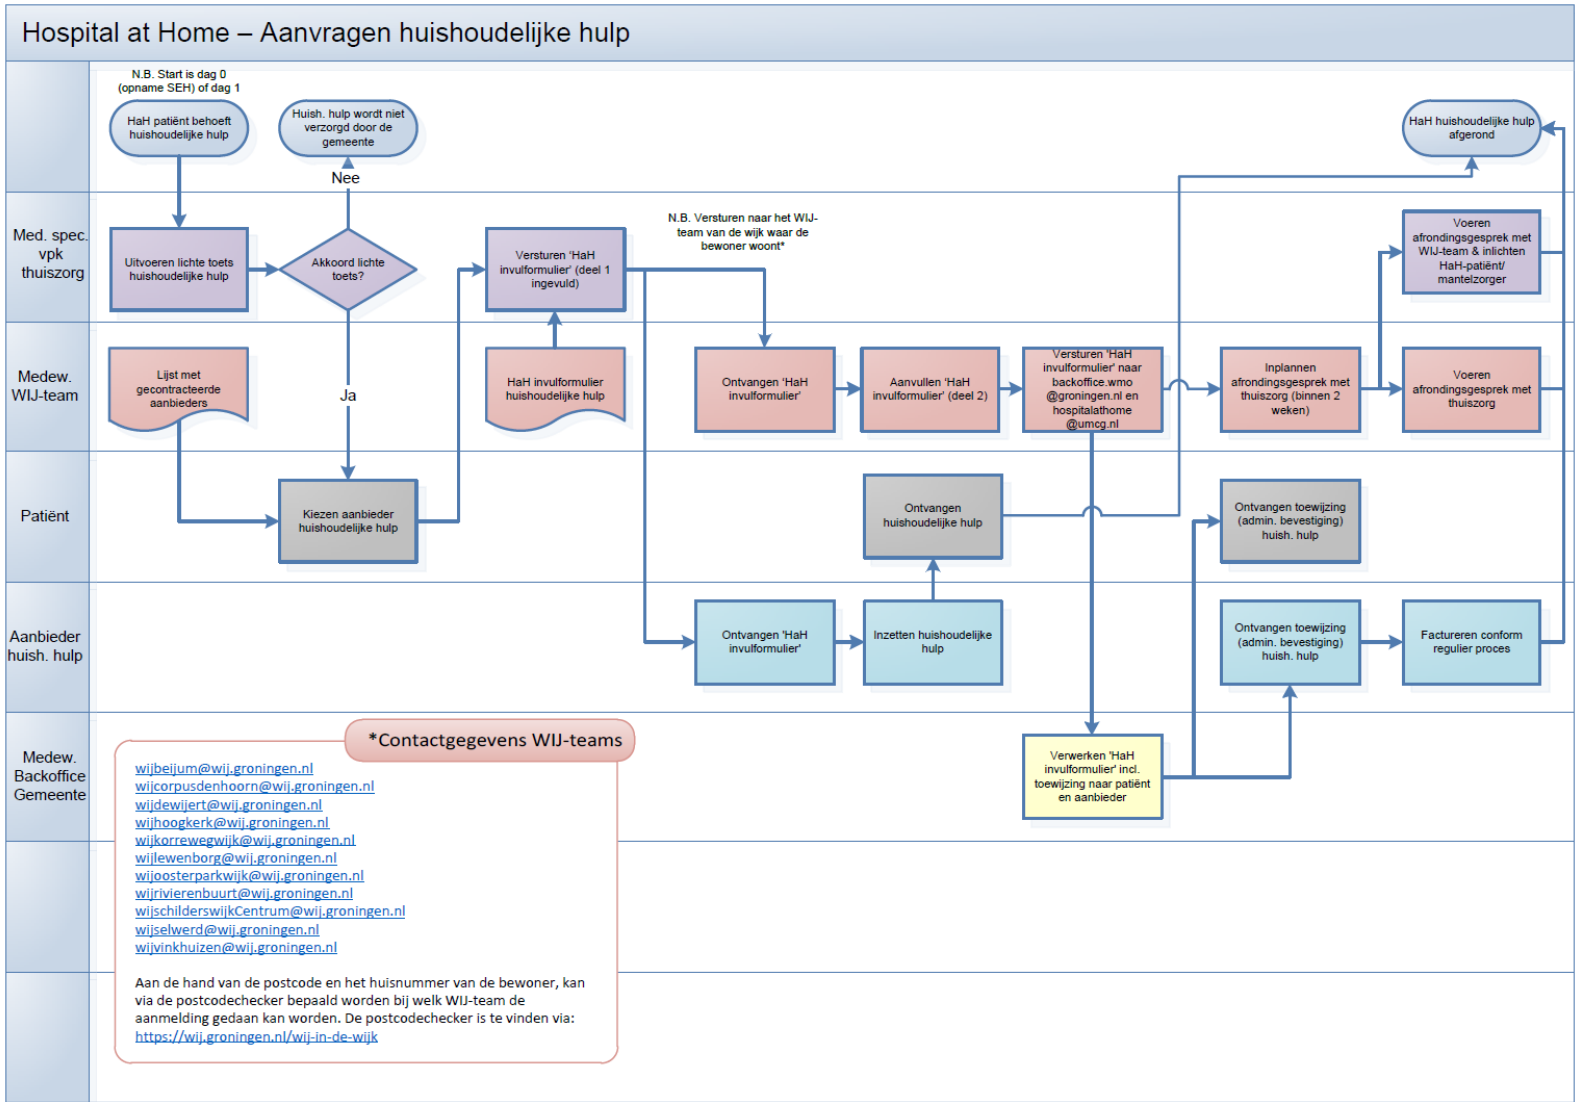 Hospital at Home – Aanvragen huishoudelijke hulp
N.B. Start is dag 0
(opname SEH) of dag 1
HaH patiënt behoeft
huishoudelijke hulp
Huish. hulp wordt niet
verzorgd door de
gemeente
HaH huishoudelijke hulp
afgerond
Nee
Med. spec.
vpk
thuiszorg
Uitvoeren lichte toets
huishoudelijke hulp
Akkoord lichte
toets?
Versturen 'HaH
invulformulier' (deel 1
ingevuld)
N.B. Versturen naar het WIJ-
team van de wijk waar de
bewoner woont*
Voeren
afrondingsgesprek met
WIJ-team & inlichten
HaH-patiënt/
mantelzorger
Medew.
WIJ-team
Lijst met
gecontracteerde
aanbieders
Ja
HaH invulformulier
huishoudelijke hulp
Ontvangen 'HaH
invulformulier'
Aanvullen 'HaH
invulformulier' (deel 2)
Versturen 'HaH
invulformulier' naar
backoffice.wmo
@groningen.nl en
hospitalathome
@umcg.nl
Inplannen
afrondingsgesprek met
thuiszorg (binnen 2
weken)
Voeren
afrondingsgesprek met
thuiszorg
Patiënt
Kiezen aanbieder
huishoudelijke hulp
Ontvangen
huishoudelijke hulp
Ontvangen toewijzing
(admin. bevestiging)
huish. hulp
Aanbieder
huish. hulp
Ontvangen 'HaH
invulformulier'
Inzetten huishoudelijke
hulp
Ontvangen toewijzing
(admin. bevestiging)
huish. hulp
Factureren conform
regulier proces
Medew.
Backoffice
Gemeente
Verwerken 'HaH
invulformulier' incl.
toewijzing naar patiënt
en aanbieder
*Contactgegevens WIJ-teams
wijbeijum@wij.groningen.nl
wijcorpusdenhoorn@wij.groningen.nl
wijdewijert@wij.groningen.nl
wijhoogkerk@wij.groningen.nl
wijkorrewegwijk@wij.groningen.nl
wijlewenborg@wij.groningen.nl
wijoosterparkwijk@wij.groningen.nl
wijrivierenbuurt@wij.groningen.nl
wijschilderswijkCentrum@wij.groningen.nl
wijselwerd@wij.groningen.nl
wijvinkhuizen@wij.groningen.nl
Aan de hand van de postcode en het huisnummer van de bewoner, kan
via de postcodechecker bepaald worden bij welk WIJ-team de
aanmelding gedaan kan worden. De postcodechecker is te vinden via:
https://wij.groningen.nl/wij-in-de-wijk